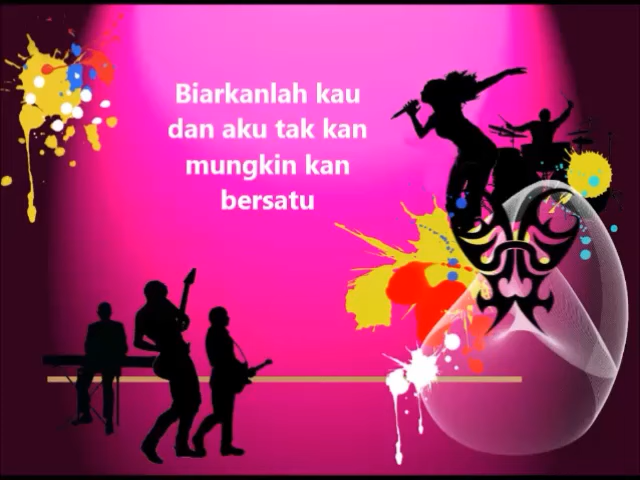 Biarkanlah kau
dan aku tak kan
mungkin kan
bersatu